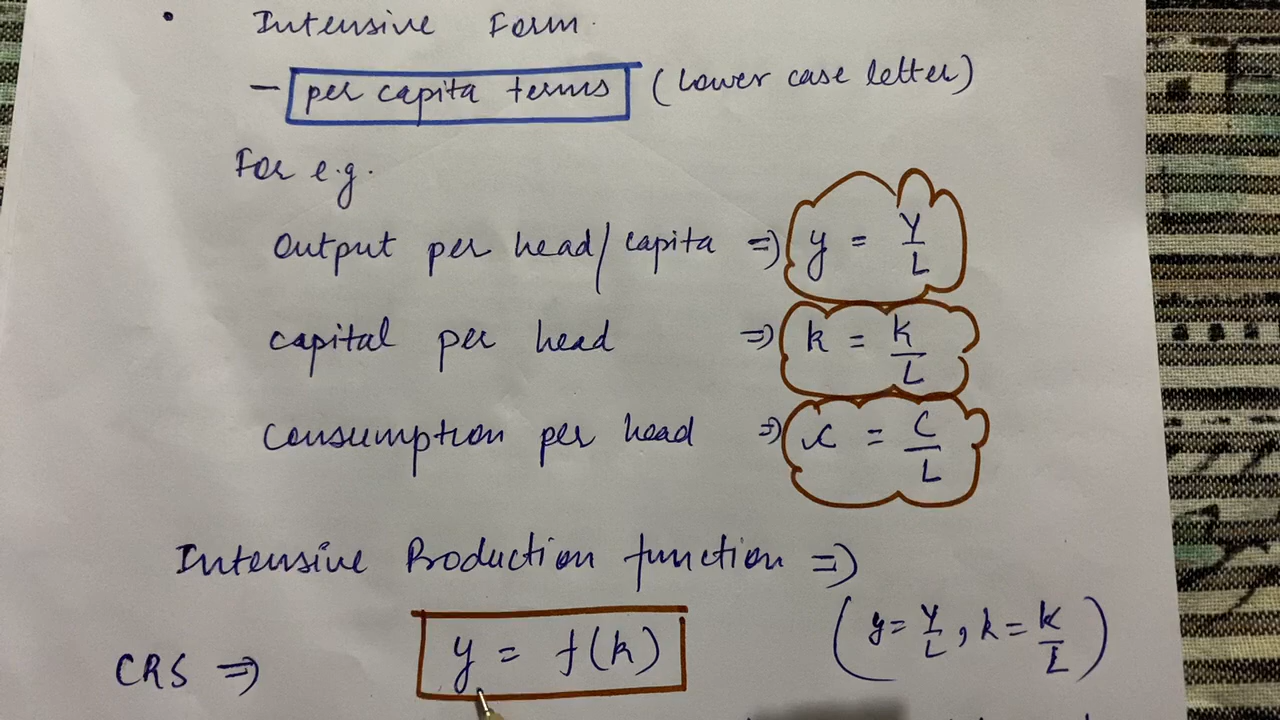 • Intensive Form.
- per capita terms (Lower case letter)
For e.g.
Output per head/capita ⇒ y = Y/L
capital per head ⇒ k = K/L
Consumption per head ⇒ c = C/L
Intensive Production function ⇒
CRS ⇒ y = f(k) (y = Y/L, k = K/L)